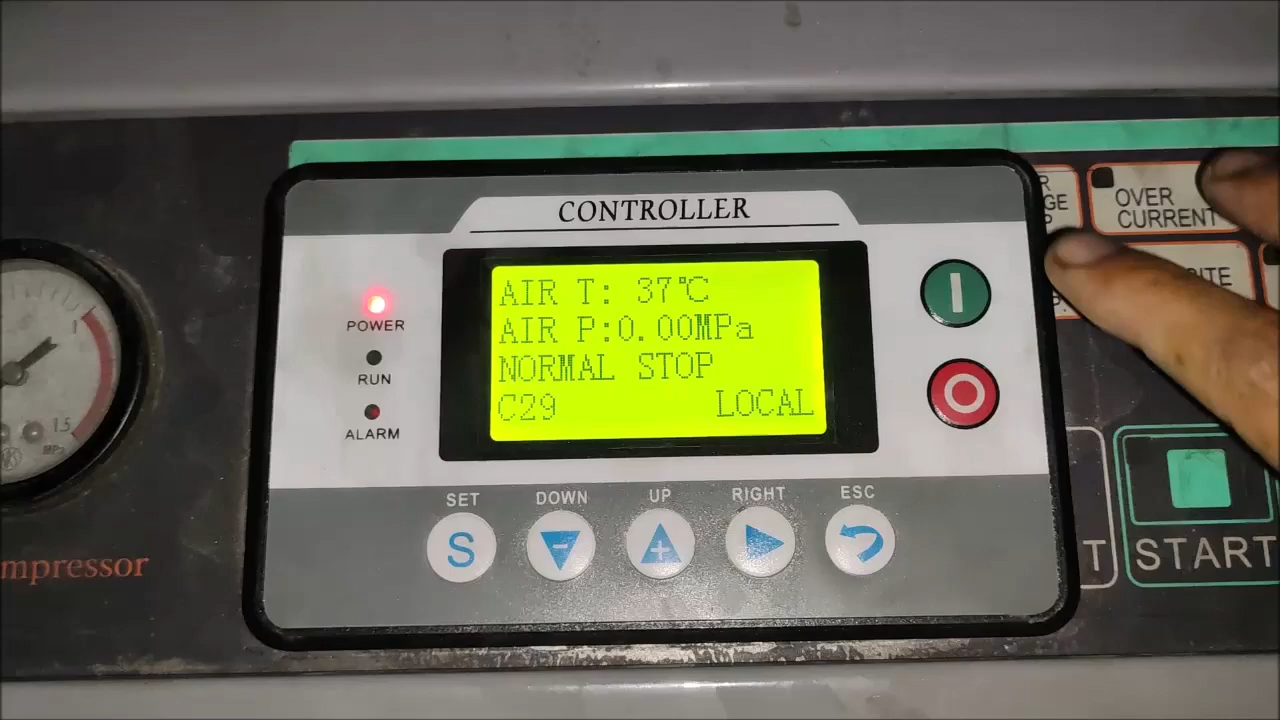 CONTROLLER
AIR T: 37℃
AIR P:0.00MPa
NORMAL STOP
C29 LOCAL
POWER
RUN
ALARM
SET DOWN UP RIGHT ESC
S
OVER
CURRENT
START
1
1.5
MPa